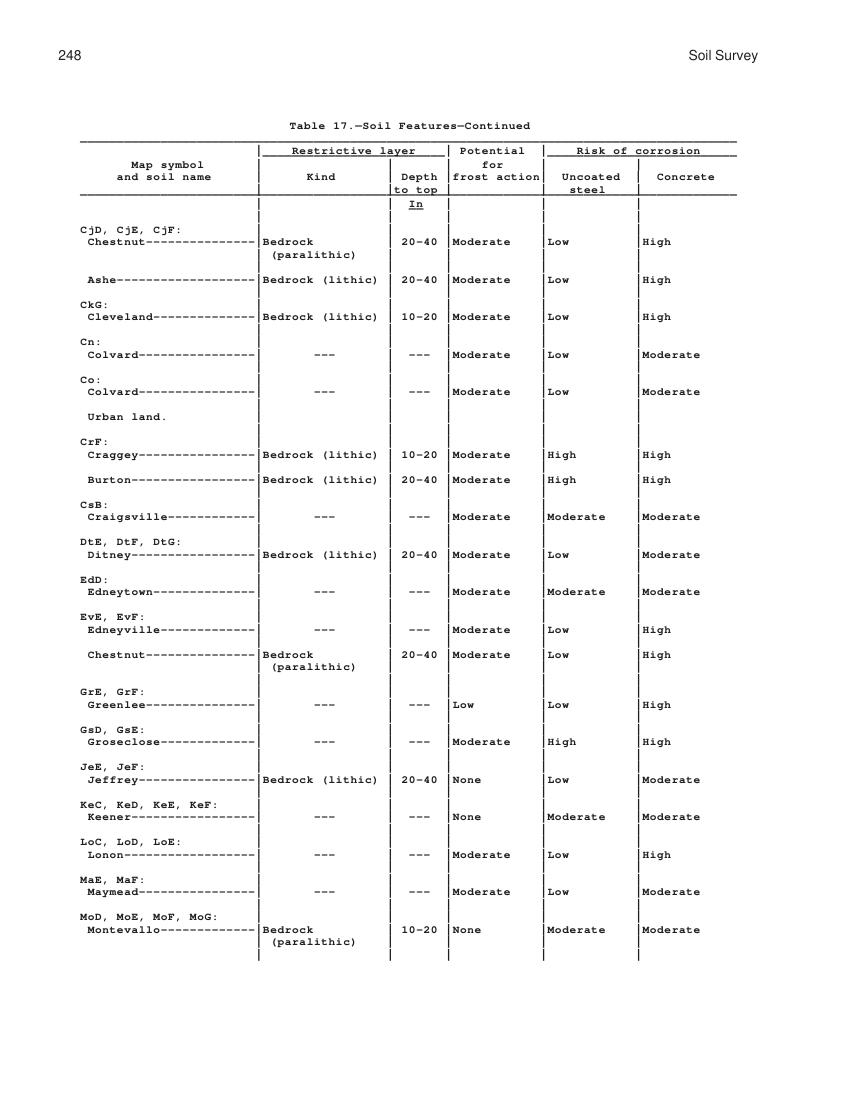 248
Soil Survey
Table 17.—Soil Features—Continued
Restrictive layer Potential Risk of corrosion
Map symbol for
and soil name Kind Depth frost action Uncoated Concrete
to top steel
In
CjD, CjE, CjF:
Chestnut---------------Bedrock 20-40 Moderate Low High
(paralithic)
Ashe-------------------Bedrock (lithic) 20-40 Moderate Low High
CkG:
Cleveland--------------Bedrock (lithic) 10-20 Moderate Low High
Cn:
Colvard---------------- --- --- Moderate Low Moderate
Co:
Colvard---------------- --- --- Moderate Low Moderate
Urban land.
CrF:
Craggey----------------Bedrock (lithic) 10-20 Moderate High High
Burton-----------------Bedrock (lithic) 20-40 Moderate High High
CsB:
Craigsville------------ --- --- Moderate Moderate Moderate
DtE, DtF, DtG:
Ditney-----------------Bedrock (lithic) 20-40 Moderate Low Moderate
EdD:
Edneytown-------------- --- --- Moderate Moderate Moderate
EvE, EvF:
Edneyville------------- --- --- Moderate Low High
Chestnut---------------Bedrock 20-40 Moderate Low High
(paralithic)
GrE, GrF:
Greenlee--------------- --- --- Low Low High
GsD, GsE:
Groseclose------------- --- --- Moderate High High
JeE, JeF:
Jeffrey----------------Bedrock (lithic) 20-40 None Low Moderate
KeC, KeD, KeE, KeF:
Keener----------------- --- --- None Moderate Moderate
LoC, LoD, LoE:
Lonon------------------ --- --- Moderate Low High
MaE, MaF:
Maymead---------------- --- --- Moderate Low Moderate
MoD, MoE, MoF, MoG:
Montevallo-------------Bedrock 10-20 None Moderate Moderate
(paralithic)